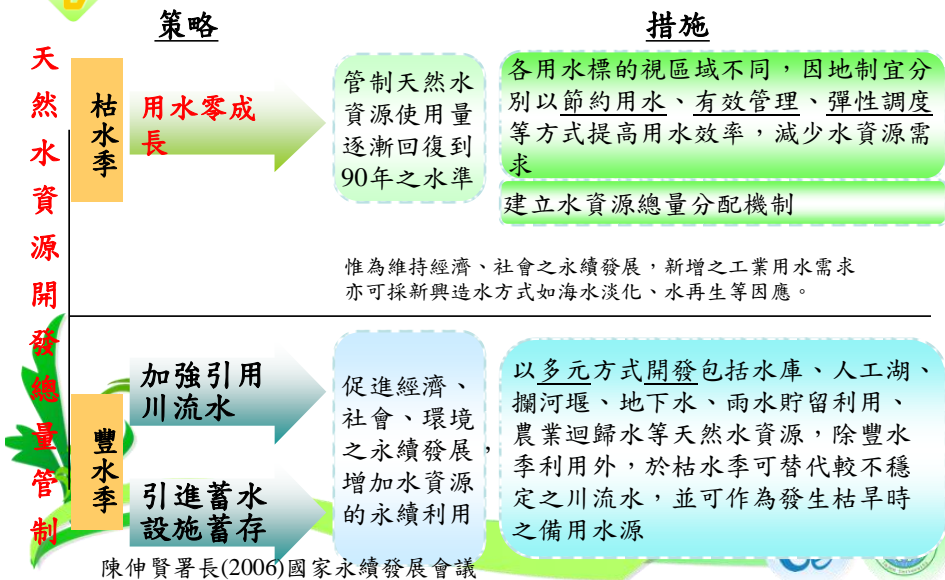 策略
措施
天然水資源開發總量管制
枯水季
用水零成
長
管制天然水
資源使用量
逐漸回復到
90年之水準
各用水標的視區域不同，因地制宜分
別以節約用水、有效管理、彈性調度
等方式提高用水效率，減少水資源需
求
建立水資源總量分配機制
惟為維持經濟、社會之永續發展，新增之工業用水需求
亦可採新興造水方式如海水淡化、水再生等因應。
豐水季
加強引用
川流水
引進蓄水
設施蓄存
促進經濟、
社會、環境
之永續發展，
增加水資源
的永續利用
以多元方式開發包括水庫、人工湖、
攔河堰、地下水、雨水貯留利用、
農業迴歸水等天然水資源，除豐水
季利用外，於枯水季可替代較不穩
定之川流水，並可作為發生枯旱時
之備用水源
陳伸賢署長(2006)國家永續發展會議